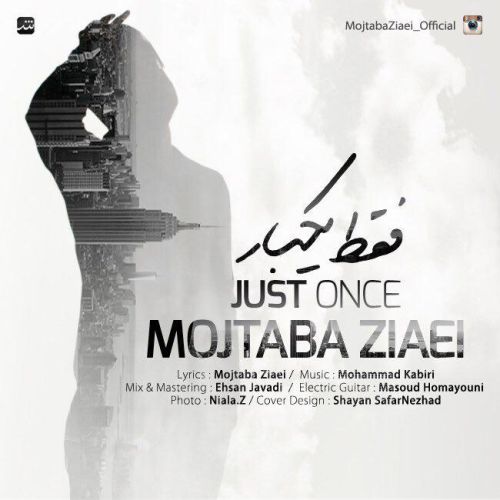 MojtabaZiaei_Official
فقط یکبار
JUST ONCE
MOJTABA ZIAEI
Lyrics : Mojtaba Ziaei / Music : Mohammad Kabiri
Mix & Mastering : Ehsan Javadi / Electric Guitar : Masoud Homayouni
Photo : Niala.Z / Cover Design : Shayan SafarNezhad